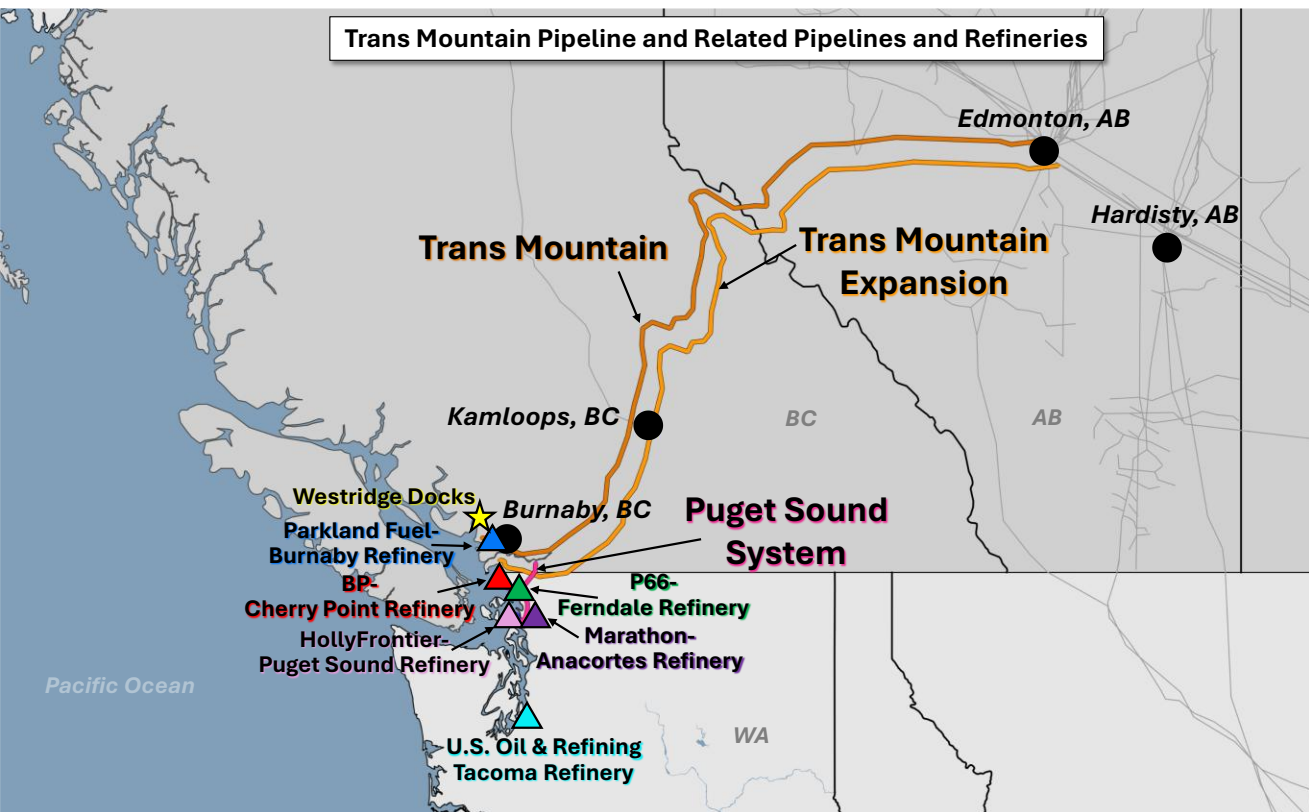 Trans Mountain Pipeline and Related Pipelines and Refineries
Edmonton, AB
Hardisty, AB
Trans Mountain
Trans Mountain
Expansion
Kamloops, BC
BC
AB
Westridge Docks
Burnaby, BC
Puget Sound
System
Parkland Fuel-
Burnaby Refinery
BP-
Cherry Point Refinery
P66-
Ferndale Refinery
HollyFrontier-
Puget Sound Refinery
Marathon-
Anacortes Refinery
Pacific Ocean
WA
U.S. Oil & Refining
Tacoma Refinery